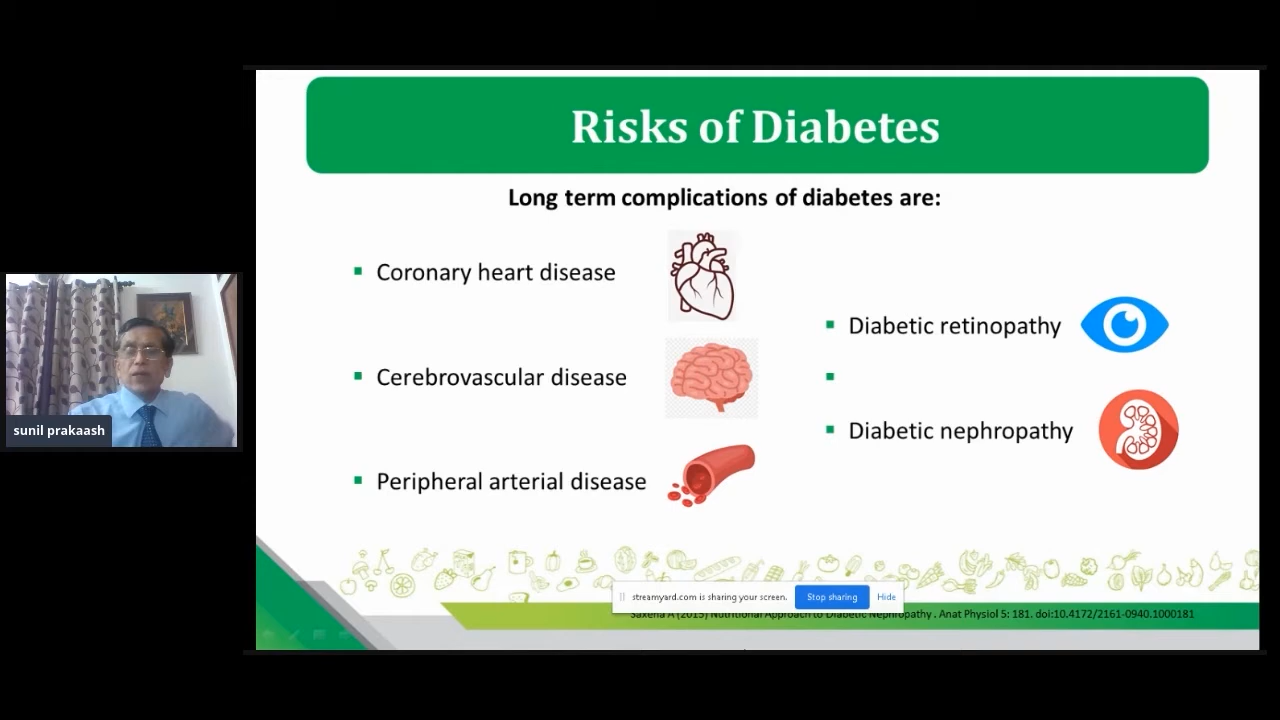 Risks of Diabetes
Long term complications of diabetes are:
Coronary heart disease
Cerebrovascular disease
Peripheral arterial disease
Diabetic retinopathy
Diabetic nephropathy
sunil prakaash
streamyard.com is sharing your screen.
Stop sharing
Hide
Saxena A (2015) Nutritional Approach to Diabetic Nephropathy . Anat Physiol 5: 181. doi:10.4172/2161-0940.1000181